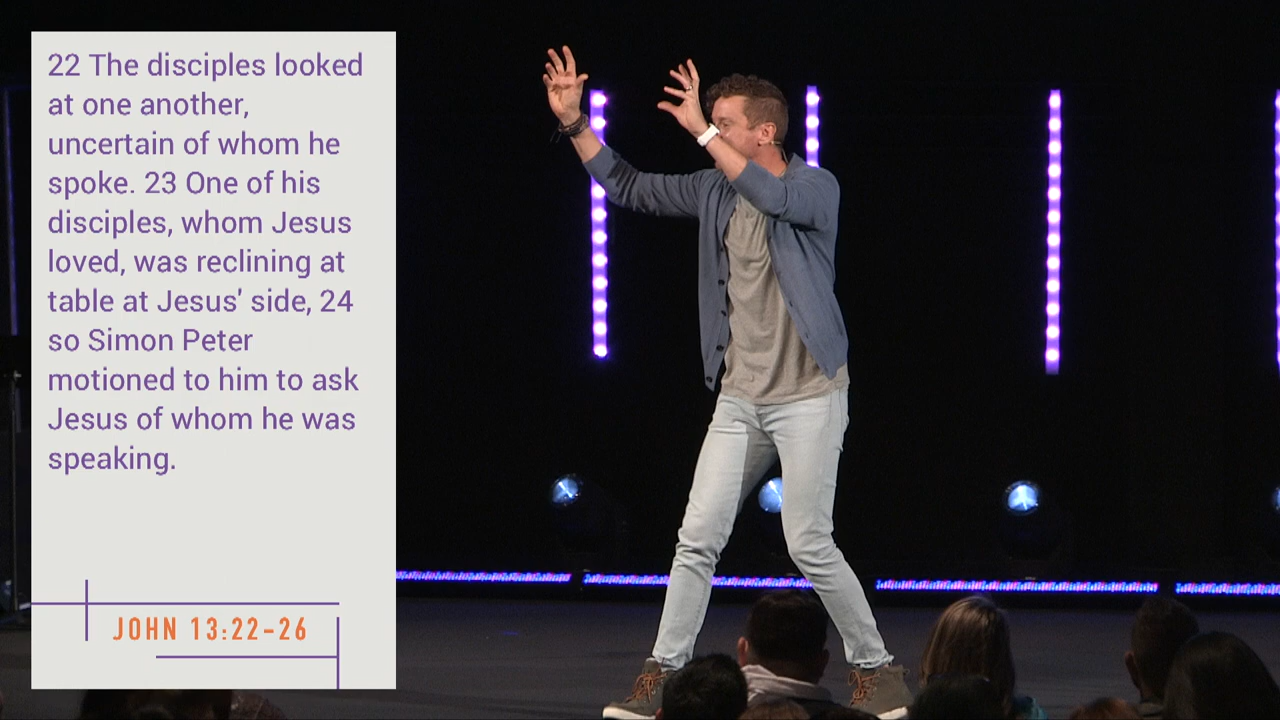 22 The disciples looked
at one another,
uncertain of whom he
spoke. 23 One of his
disciples, whom Jesus
loved, was reclining at
table at Jesus' side, 24
so Simon Peter
motioned to him to ask
Jesus of whom he was
speaking.
JOHN 13:22-26